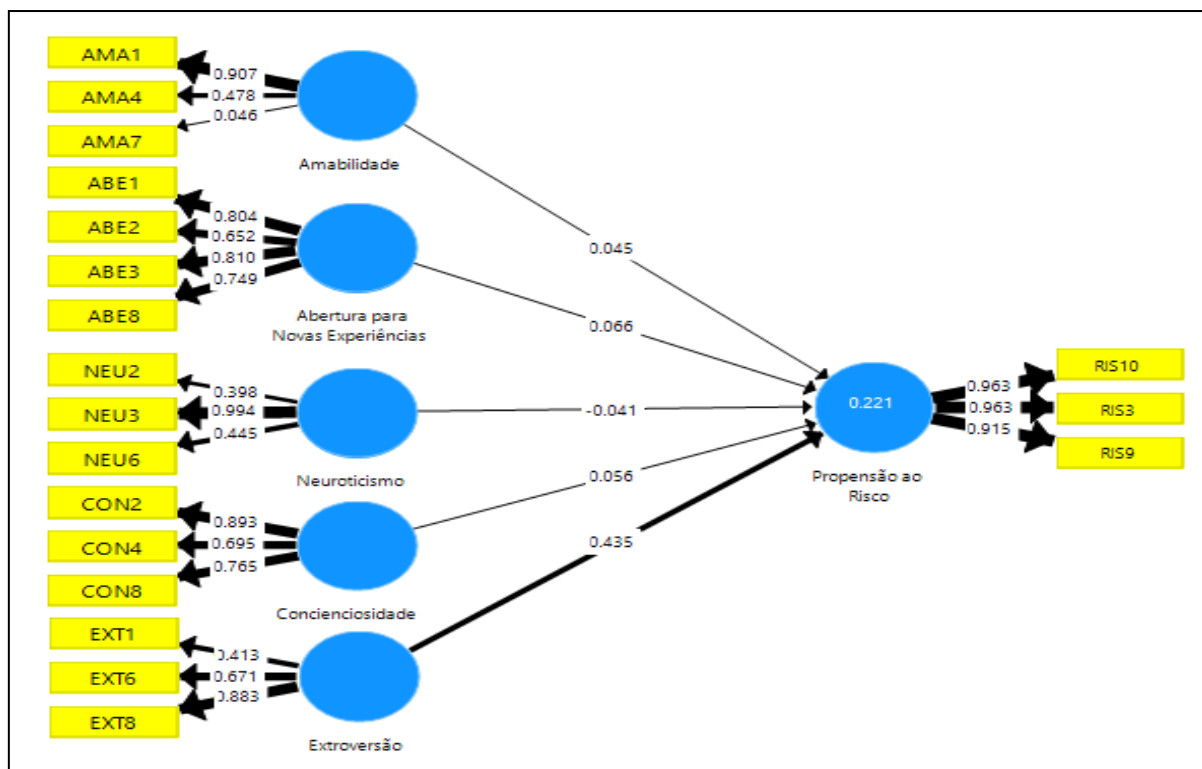 AMA1
0.907
AMA4
0.478
AMA7
0.046
Amabilidade
ABE1
0.804
ABE2
0.652
ABE3
0.810
ABE8
0.749
Abertura para
Novas Experiências
NEU2
0.398
NEU3
0.994
NEU6
0.445
Neuroticismo
CON2
0.893
CON4
0.695
CON8
0.765
Concienciosidade
EXT1
0.413
EXT6
0.671
EXT8
0.883
Extroversão
0.045
0.066
-0.041
0.056
0.435
0.221
Propensão ao
Risco
RIS10
0.963
RIS3
0.963
RIS9
0.915